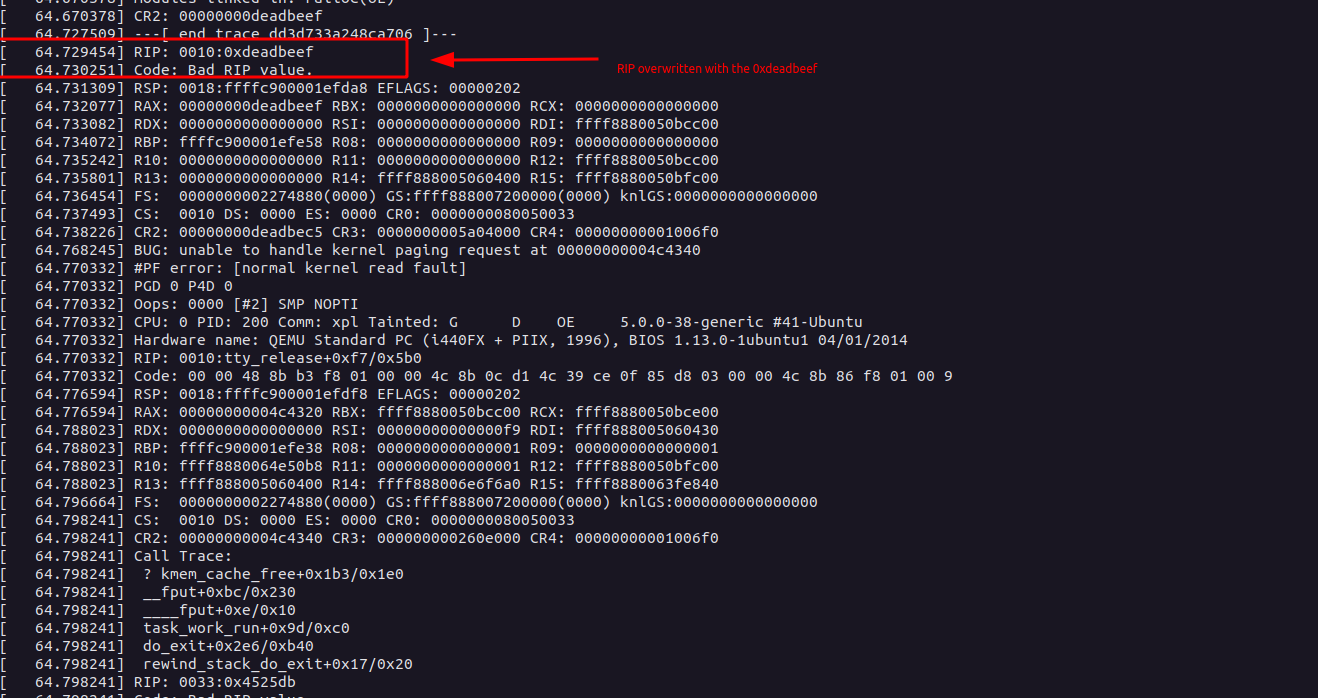 [ 64.670378] Modules linked in: rulloc(OE)
[ 64.670378] CR2: 00000000deadbeef
[ 64.727509] ---[ end trace dd3d733a248ca706 ]---
[ 64.729454] RIP: 0010:0xdeadbeef
[ 64.730251] Code: Bad RIP value.
RIP overwritten with the 0xdeadbeef
[ 64.731309] RSP: 0018:ffffc900001efda8 EFLAGS: 00000202
[ 64.732077] RAX: 00000000deadbeef RBX: 0000000000000000 RCX: 0000000000000000
[ 64.733082] RDX: 0000000000000000 RSI: 0000000000000000 RDI: ffff8880050bcc00
[ 64.734072] RBP: ffffc900001efe58 R08: 0000000000000000 R09: 0000000000000000
[ 64.735242] R10: 0000000000000000 R11: 0000000000000000 R12: ffff8880050bcc00
[ 64.735801] R13: 0000000000000000 R14: ffff888005060400 R15: ffff8880050bfc00
[ 64.736454] FS:  0000000002274880(0000) GS:ffff888007200000(0000) knlGS:0000000000000000
[ 64.737493] CS:  0010 DS: 0000 ES: 0000 CR0: 0000000080050033
[ 64.738226] CR2: 00000000deadbec5 CR3: 0000000005a04000 CR4: 00000000001006f0
[ 64.768245] BUG: unable to handle kernel paging request at 00000000004c4340
[ 64.770332] #PF error: [normal kernel read fault]
[ 64.770332] PGD 0 P4D 0
[ 64.770332] Oops: 0000 [#2] SMP NOPTI
[ 64.770332] CPU: 0 PID: 200 Comm: xpl Tainted: G      D    OE     5.0.0-38-generic #41-Ubuntu
[ 64.770332] Hardware name: QEMU Standard PC (i440FX + PIIX, 1996), BIOS 1.13.0-1ubuntu1 04/01/2014
[ 64.770332] RIP: 0010:tty_release+0xf7/0x5b0
[ 64.770332] Code: 00 00 48 8b b3 f8 01 00 00 4c 8b 0c d1 4c 39 ce 0f 85 d8 03 00 00 4c 8b 86 f8 01 00 9
[ 64.776594] RSP: 0018:ffffc900001efdf8 EFLAGS: 00000202
[ 64.776594] RAX: 00000000004c4320 RBX: ffff8880050bcc00 RCX: ffff8880050bce00
[ 64.788023] RDX: 0000000000000000 RSI: 00000000000000f9 RDI: ffff888005060430
[ 64.788023] RBP: ffffc900001efe38 R08: 0000000000000001 R09: 0000000000000001
[ 64.788023] R10: ffff8880064e50b8 R11: 0000000000000001 R12: ffff8880050bfc00
[ 64.788023] R13: ffff888005060400 R14: ffff888006e6f6a0 R15: ffff8880063fe840
[ 64.796664] FS:  0000000002274880(0000) GS:ffff888007200000(0000) knlGS:0000000000000000
[ 64.798241] CS:  0010 DS: 0000 ES: 0000 CR0: 0000000080050033
[ 64.798241] CR2: 00000000004c4340 CR3: 000000000260e000 CR4: 00000000001006f0
[ 64.798241] Call Trace:
[ 64.798241]  ? kmem_cache_free+0x1b3/0x1e0
[ 64.798241]  __fput+0xbc/0x230
[ 64.798241]  ____fput+0xe/0x10
[ 64.798241]  task_work_run+0x9d/0xc0
[ 64.798241]  do_exit+0x2e6/0xb40
[ 64.798241]  rewind_stack_do_exit+0x17/0x20
[ 64.798241] RIP: 0033:0x4525db
[ 64.798241] Code: Bad RIP value.